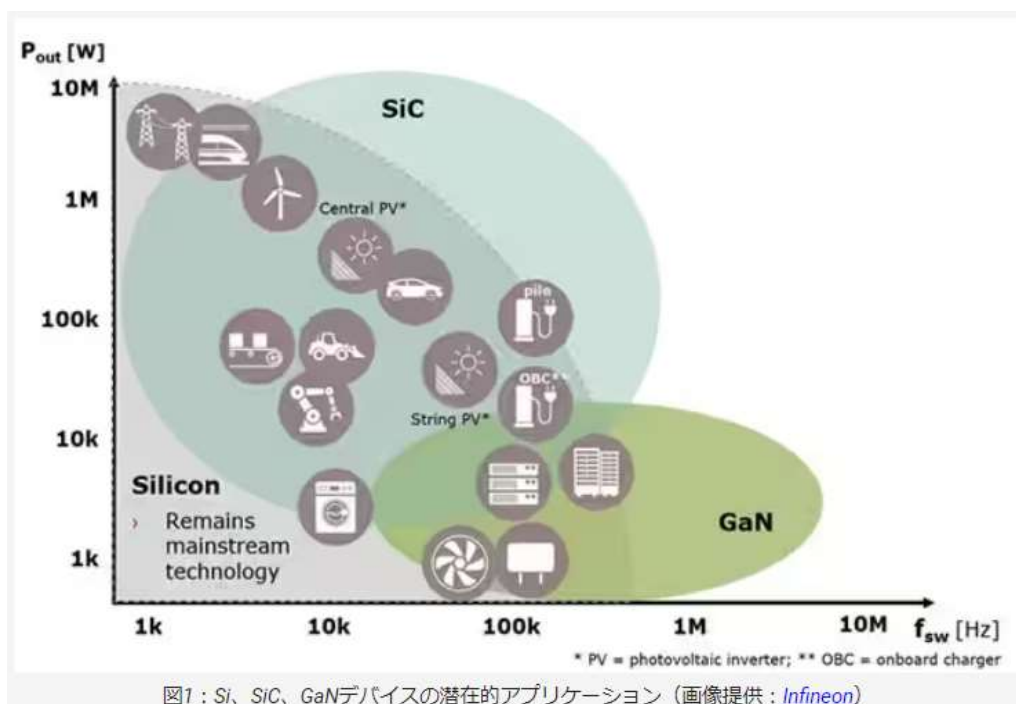 Pout [W]
10M
1M
100k
10k
1k
SiC
Central PV*
pile
OBC**
String PV*
Silicon
› Remains
mainstream
technology
GaN
1k
10k
100k
1M
10M
fsw [Hz]
* PV = photovoltaic inverter; ** OBC = onboard charger
図1：Si、SiC、GaNデバイスの潜在的アプリケーション（画像提供：Infineon）